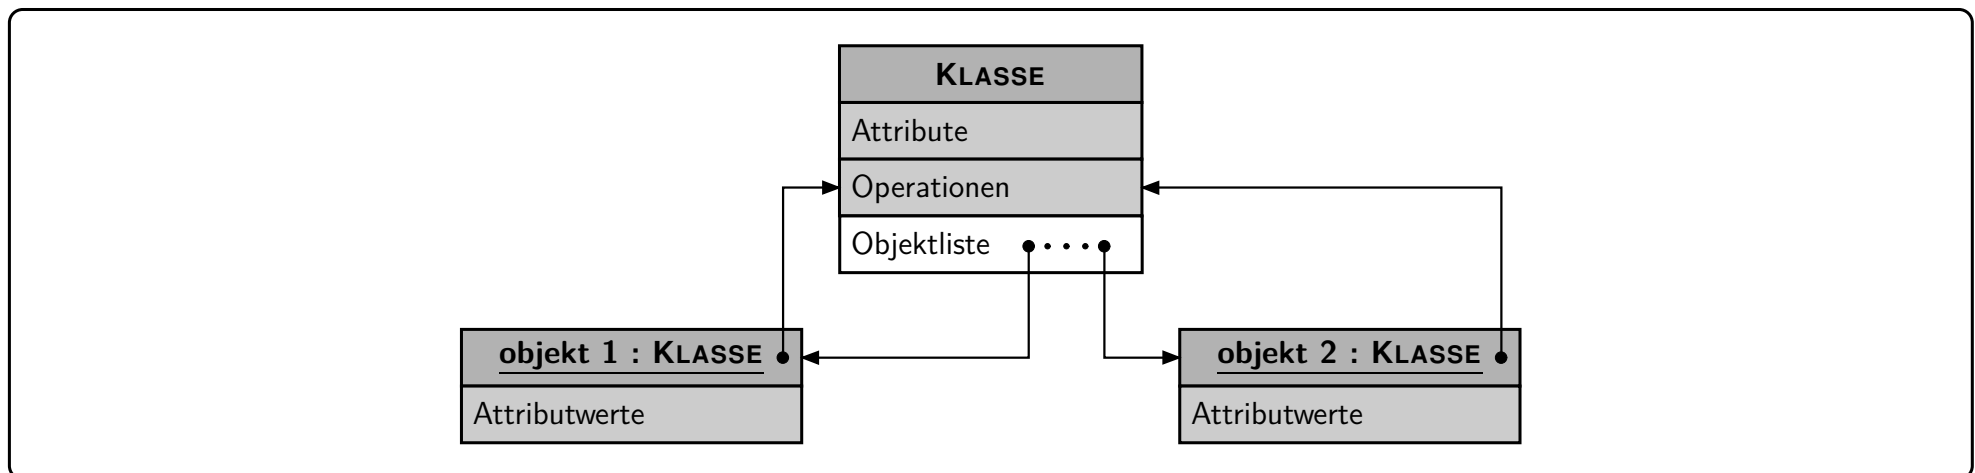 KLASSE
Attribute
Operationen
Objektliste
objekt 1 : KLASSE
Attributwerte
objekt 2 : KLASSE
Attributwerte